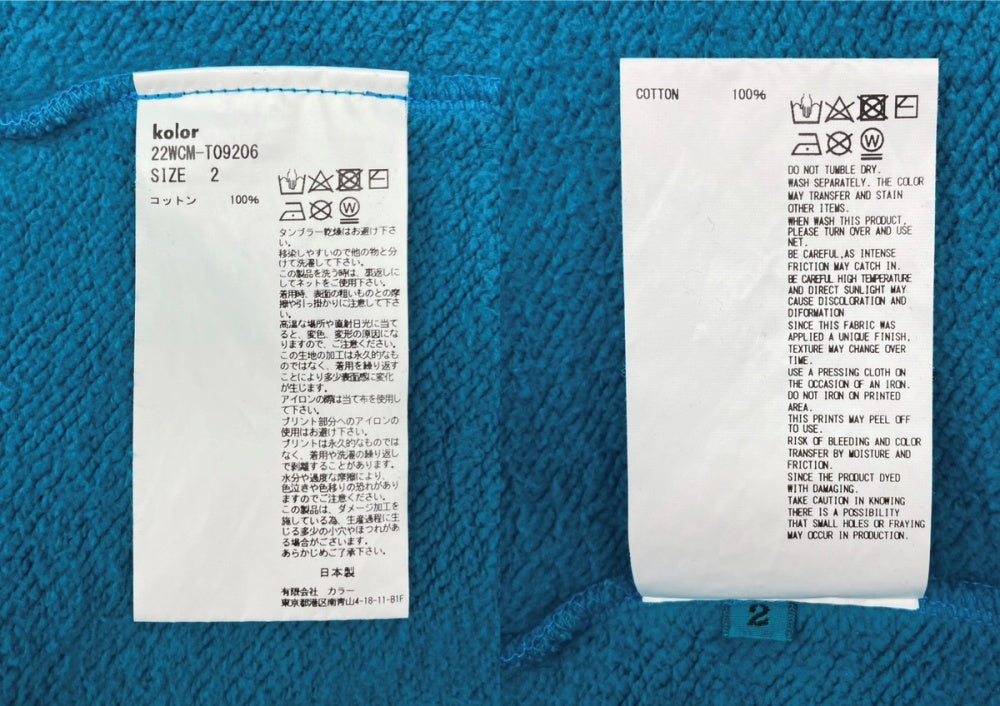 kolor
22WCM-T09206
SIZE 2
コットン 100%
W
タンブラー乾燥はお避け下さ
い。
移染しやすいので他の物と分
けて洗濯して下さい。
この製品を洗う時は、裏返しに
してネットをご使用下さい。
着用時、表面の粗いものとの摩
擦や引っ掛かりに注意して下さ
い。
高温な場所や直射日光に当て
ると、変色、変形の原因にな
りますので、ご注意ください。
この生地の加工は永久的なも
のではなく、着用を繰り返す
ことにより多少表面感に変化
が生じます。
アイロンの際は当て布を使用し
て下さい。
プリント部分へのアイロンの
使用はお避け下さい。
プリントは永久的なものでは
なく、着用や洗濯の繰り返し
で剥離することがあります。
水分や過度な摩擦により、
色泣きや色移りの恐れがあり
ますのでご注意ください。
この製品は、ダメージ加工を
施している為、生産過程に生
じる多少の小穴やほつれがあ
る場合がございます。
あらかじめご了承下さい。
日本製
有限会社 カラー
東京都港区南青山4-18-11-B1F
COTTON 100%
W
DO NOT TUMBLE DRY.
WASH SEPARATELY. THE COLOR
MAY TRANSFER AND STAIN
OTHER ITEMS.
WHEN WASH THIS PRODUCT,
PLEASE TURN OVER AND USE
NET.
BE CAREFUL,AS INTENSE
FRICTION MAY CATCH IN.
BE CAREFUL HIGH TEMPERATURE
AND DIRECT SUNLIGHT MAY
CAUSE DISCOLORATION AND
DIFORMATION
SINCE THIS FABRIC WAS
APPLIED A UNIQUE FINISH,
TEXTURE MAY CHANGE OVER
TIME.
USE A PRESSING CLOTH ON
THE OCCASION OF AN IRON.
DO NOT IRON ON PRINTED
AREA.
THIS PRINTS MAY PEEL OFF
TO USE.
RISK OF BLEEDING AND COLOR
TRANSFER BY MOISTURE AND
FRICTION.
SINCE THE PRODUCT DYED
WITH DAMAGING.
TAKE CAUTION IN KNOWING
THERE IS A POSSIBILITY
THAT SMALL HOLES OR FRAYING
MAY OCCUR IN PRODUCTION.
2